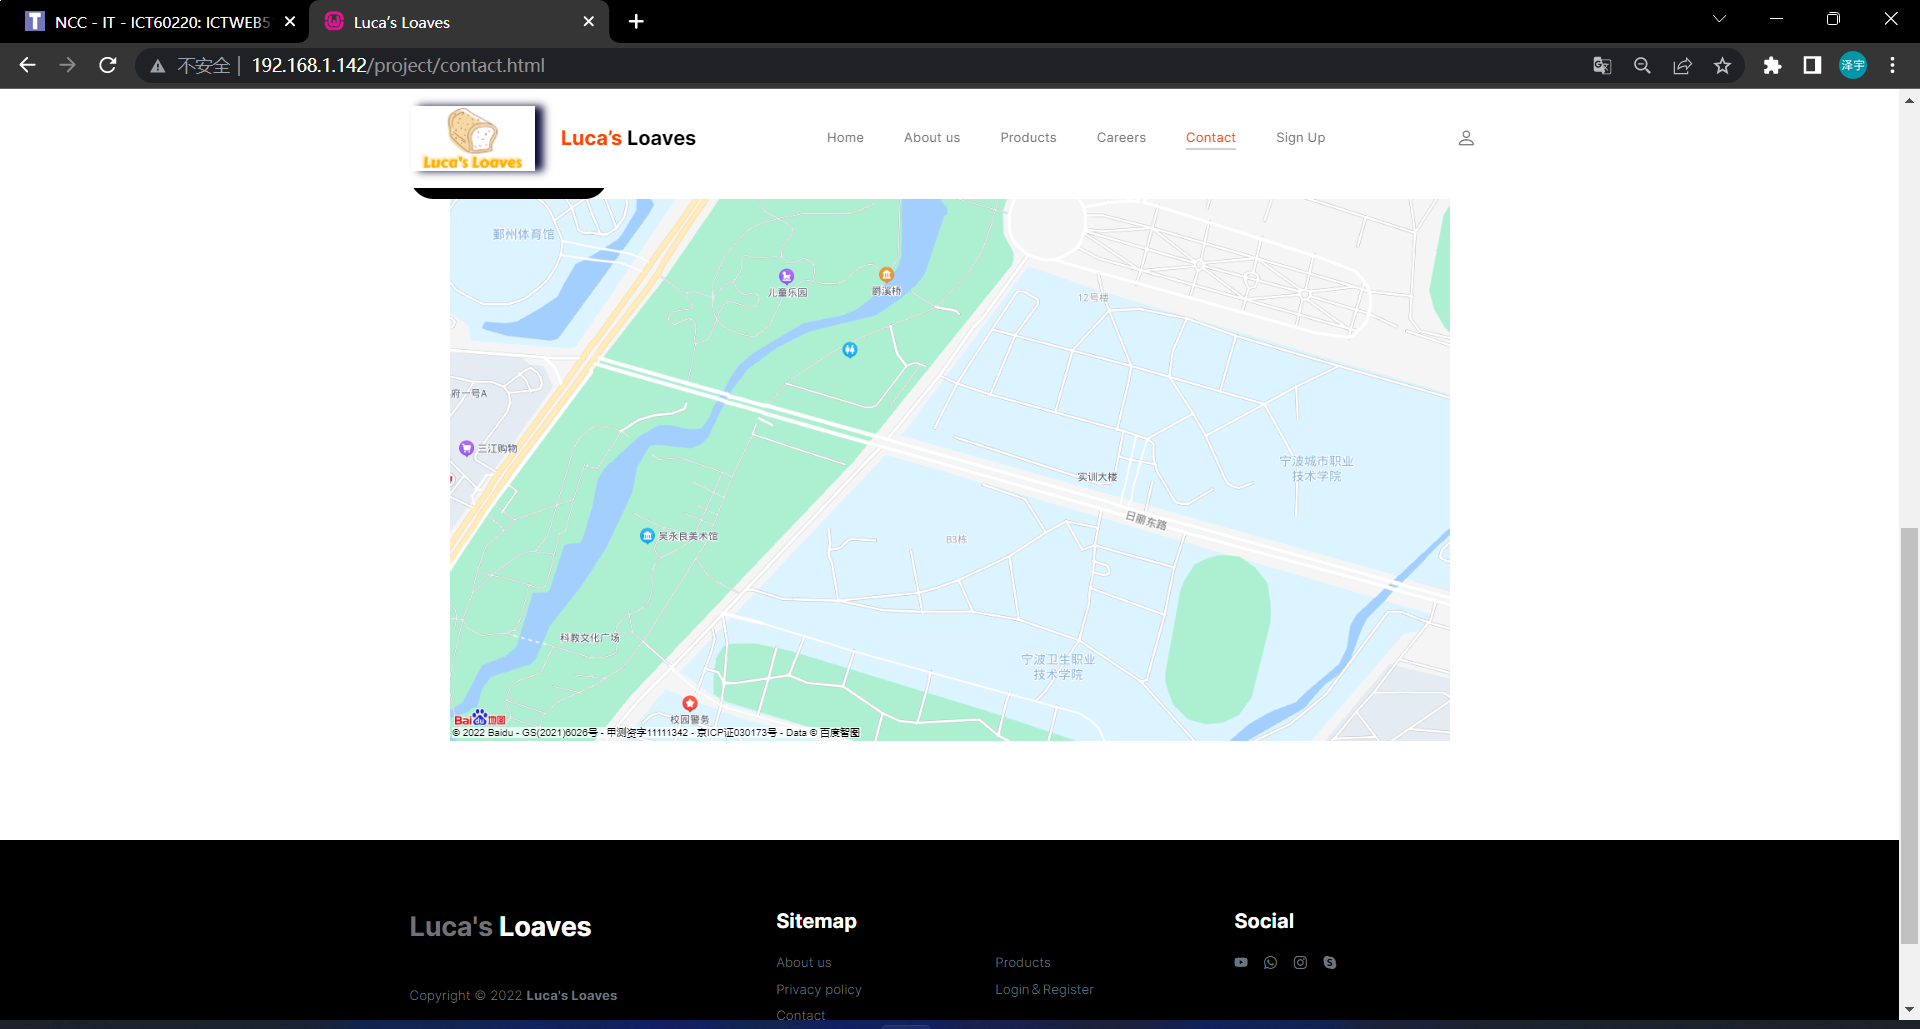 NCC - IT - ICT60220: ICTWEB5
Luca's Loaves
不安全 | 192.168.1.142/project/contact.html
泽宇
Luca's Loaves
Luca's Loaves
Home
About us
Products
Careers
Contact
Sign Up
鄞州体育馆
儿童乐园
爵溪桥
12号楼
府一号A
三江购物
实训大楼
宁波城市职业
技术学院
日丽东路
吴永良美术馆
B3栋
科教文化广场
宁波卫生职业
技术学院
校园警务
Bai du 地图
© 2022 Baidu - GS(2021)6026号 - 甲测资字11111342 - 京ICP证030173号 - Data © 百度智图
Luca's Loaves
Copyright © 2022 Luca's Loaves
Sitemap
About us
Products
Privacy policy
Login&Register
Contact
Social